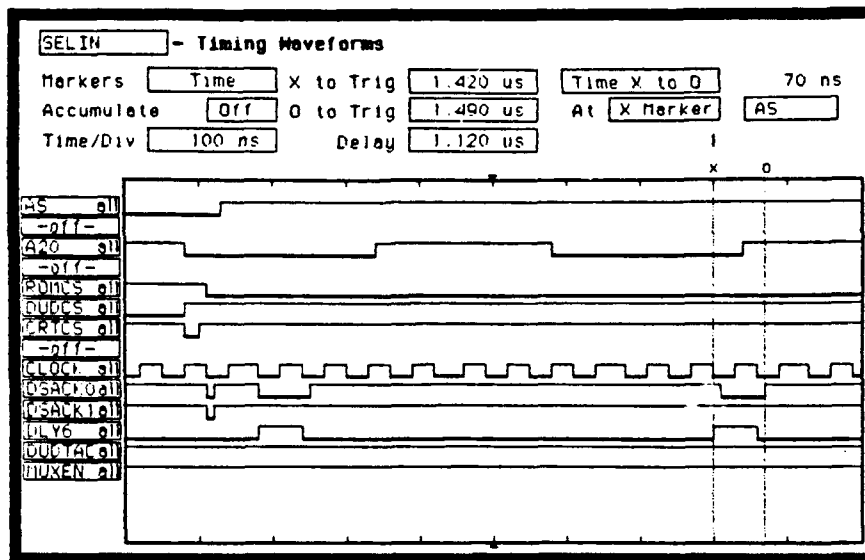 SELIN - Timing Waveforms
Markers Time X to Trig 1.420 us Time X to O 70 ns
Accumulate Off O to Trig 1.490 us At X Marker AS
Time/Div 100 ns Delay 1.120 us
X O
AS all
-off-
A20 all
-off-
ROMCS all
DUDCS all
CRTCS all
-off-
CLOCK all
DSACK0all
DSACK1all
DLY6 all
DUDTACall
MUXEN all